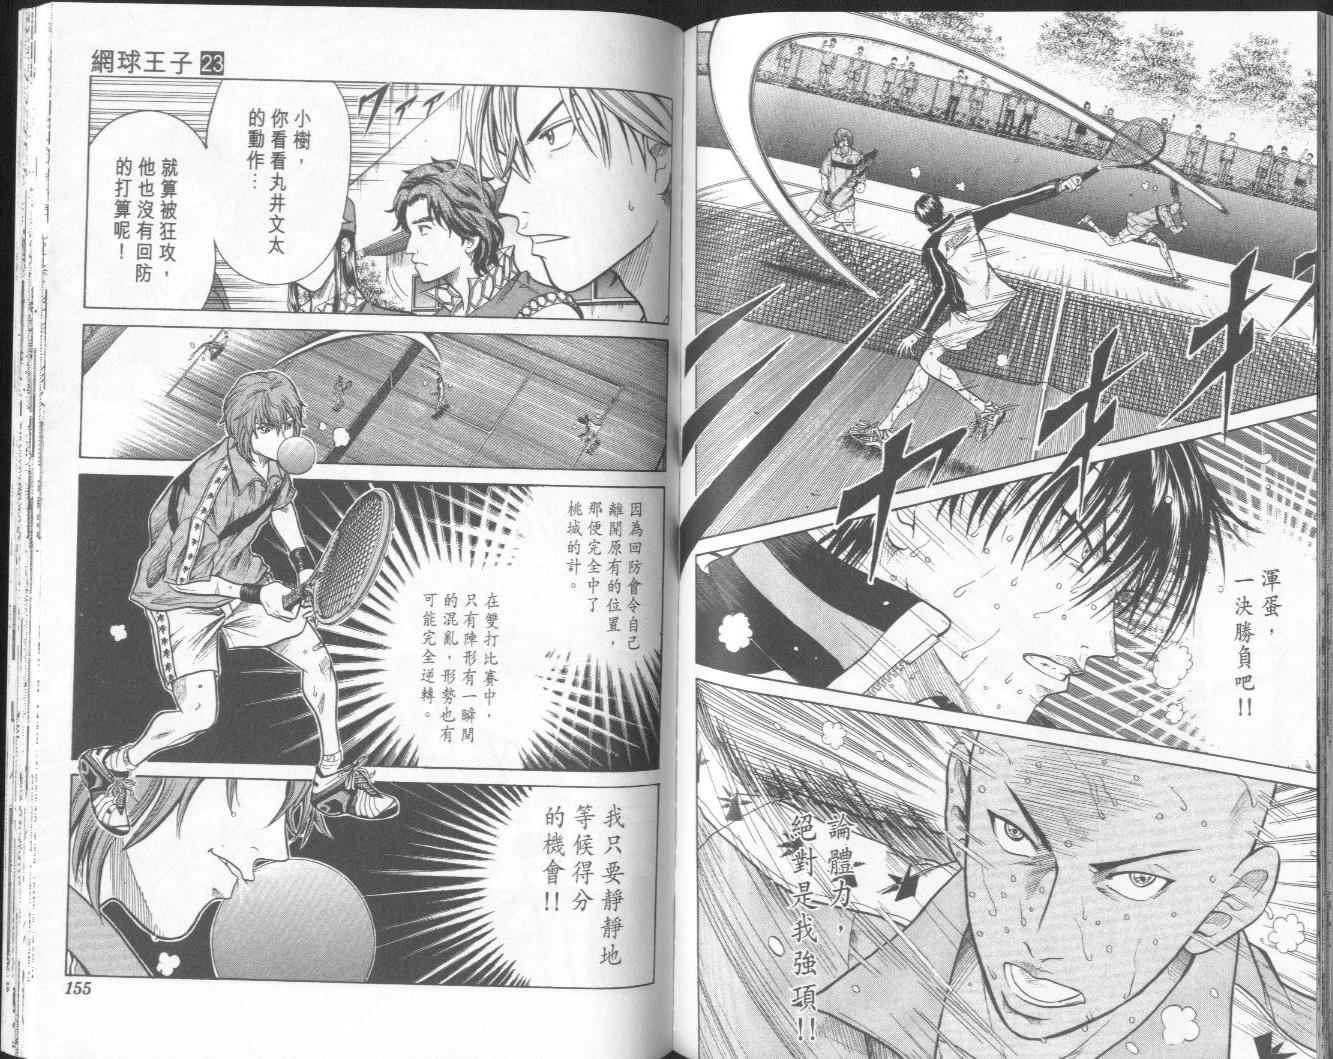 渾蛋，
一決勝負吧!!
論體力，
絕對是我強項!!
網球王子 23
小樹，
你看看丸井文太
的動作…
就算被狂攻，
他也沒有回防
的打算呢！
因為回防會令自己
離開原有的位置，
那便完全中了
桃城的計。
在雙打比賽中，
只有陣形有一瞬間
的混亂，形勢也有
可能完全逆轉。
我只要靜靜地
等候得分
的機會!!
155